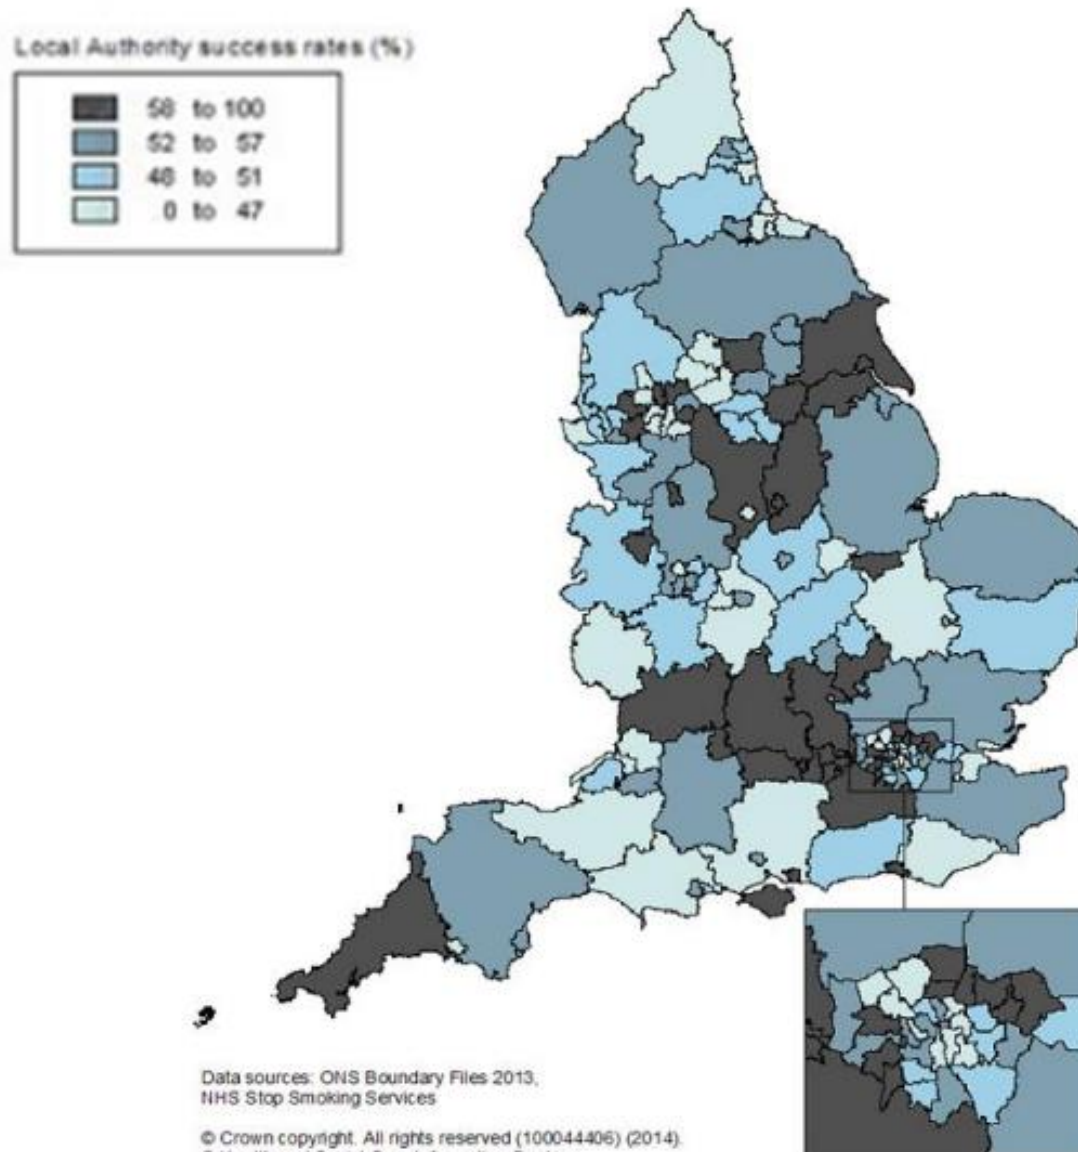 Local Authority success rates (%)
58 to 100
52 to 57
48 to 51
0 to 47
Data sources: ONS Boundary Files 2013,
NHS Stop Smoking Services
© Crown copyright. All rights reserved (100044406) (2014).